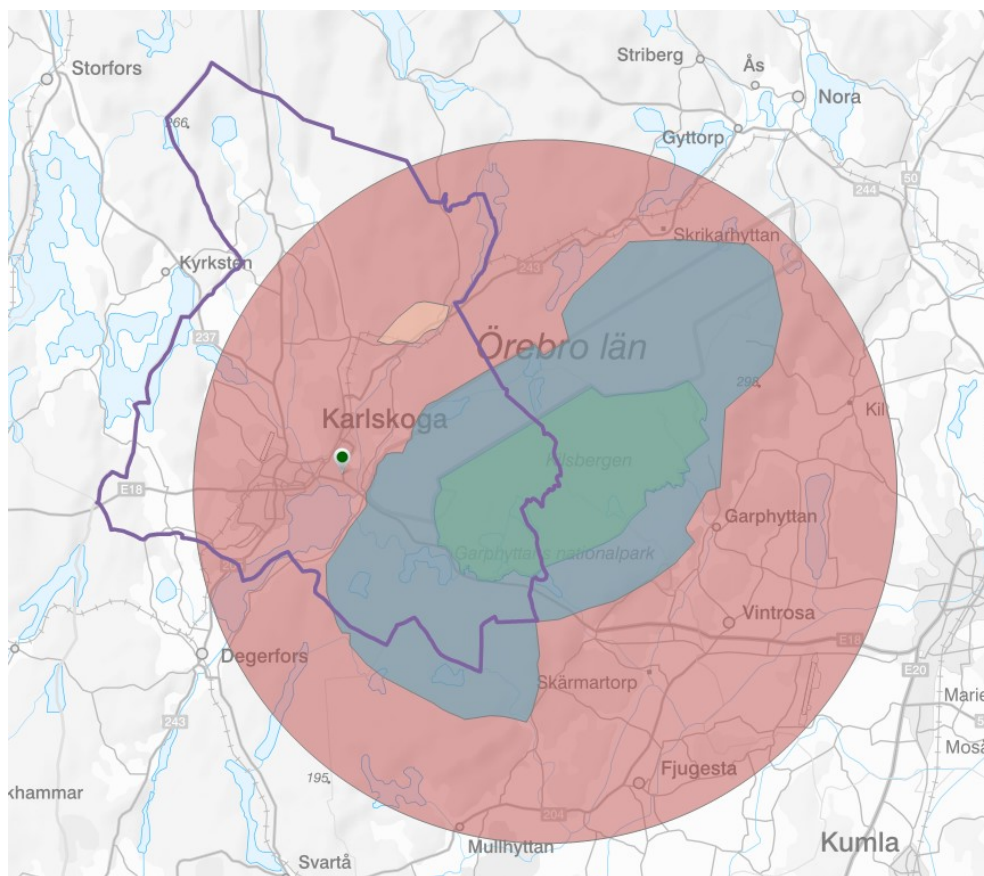 Storfors
Striberg
Ås
Nora
266
Gyttorp
50
244
Skrikarhyttan
Kyrksten
243
237
Örebro län
298
Kil
Karlskoga
Kilsbergen
E18
Garphyttan
Garphyttans nationalpark
Vintrosa
E18
Degerfors
E20
Skärmartorp
Marie
243
Moså
195
Fjugesta
khammar
204
Mullhyttan
Kumla
Svartå